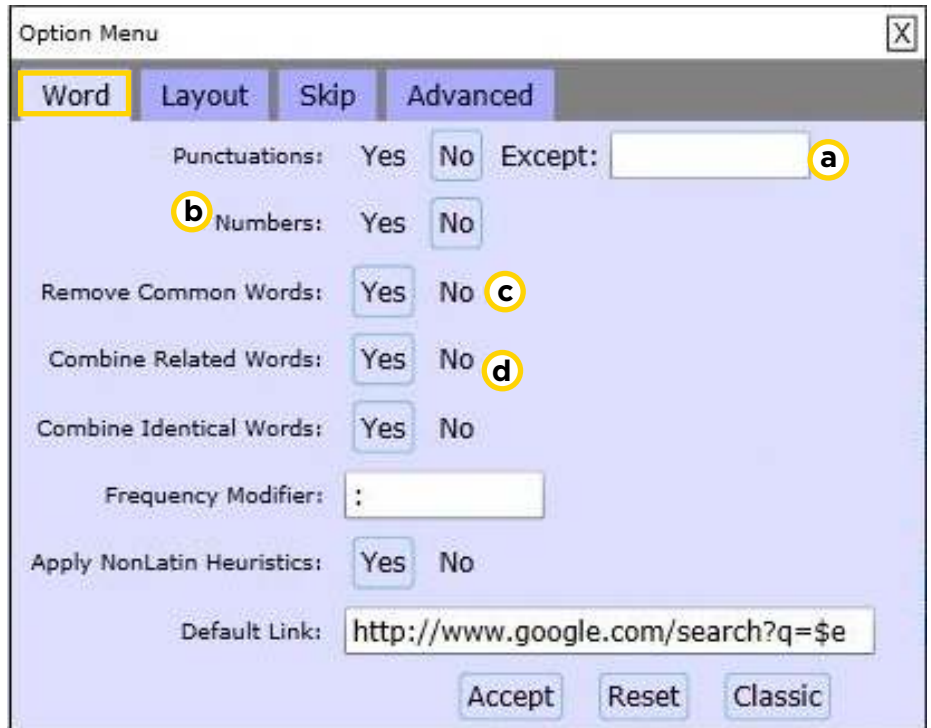 Option Menu X
Word Layout Skip Advanced
Punctuations: Yes No Except: a
b Numbers: Yes No
Remove Common Words: Yes No c
Combine Related Words: Yes No d
Combine Identical Words: Yes No
Frequency Modifier: :
Apply NonLatin Heuristics: Yes No
Default Link: http://www.google.com/search?q=$e
Accept Reset Classic